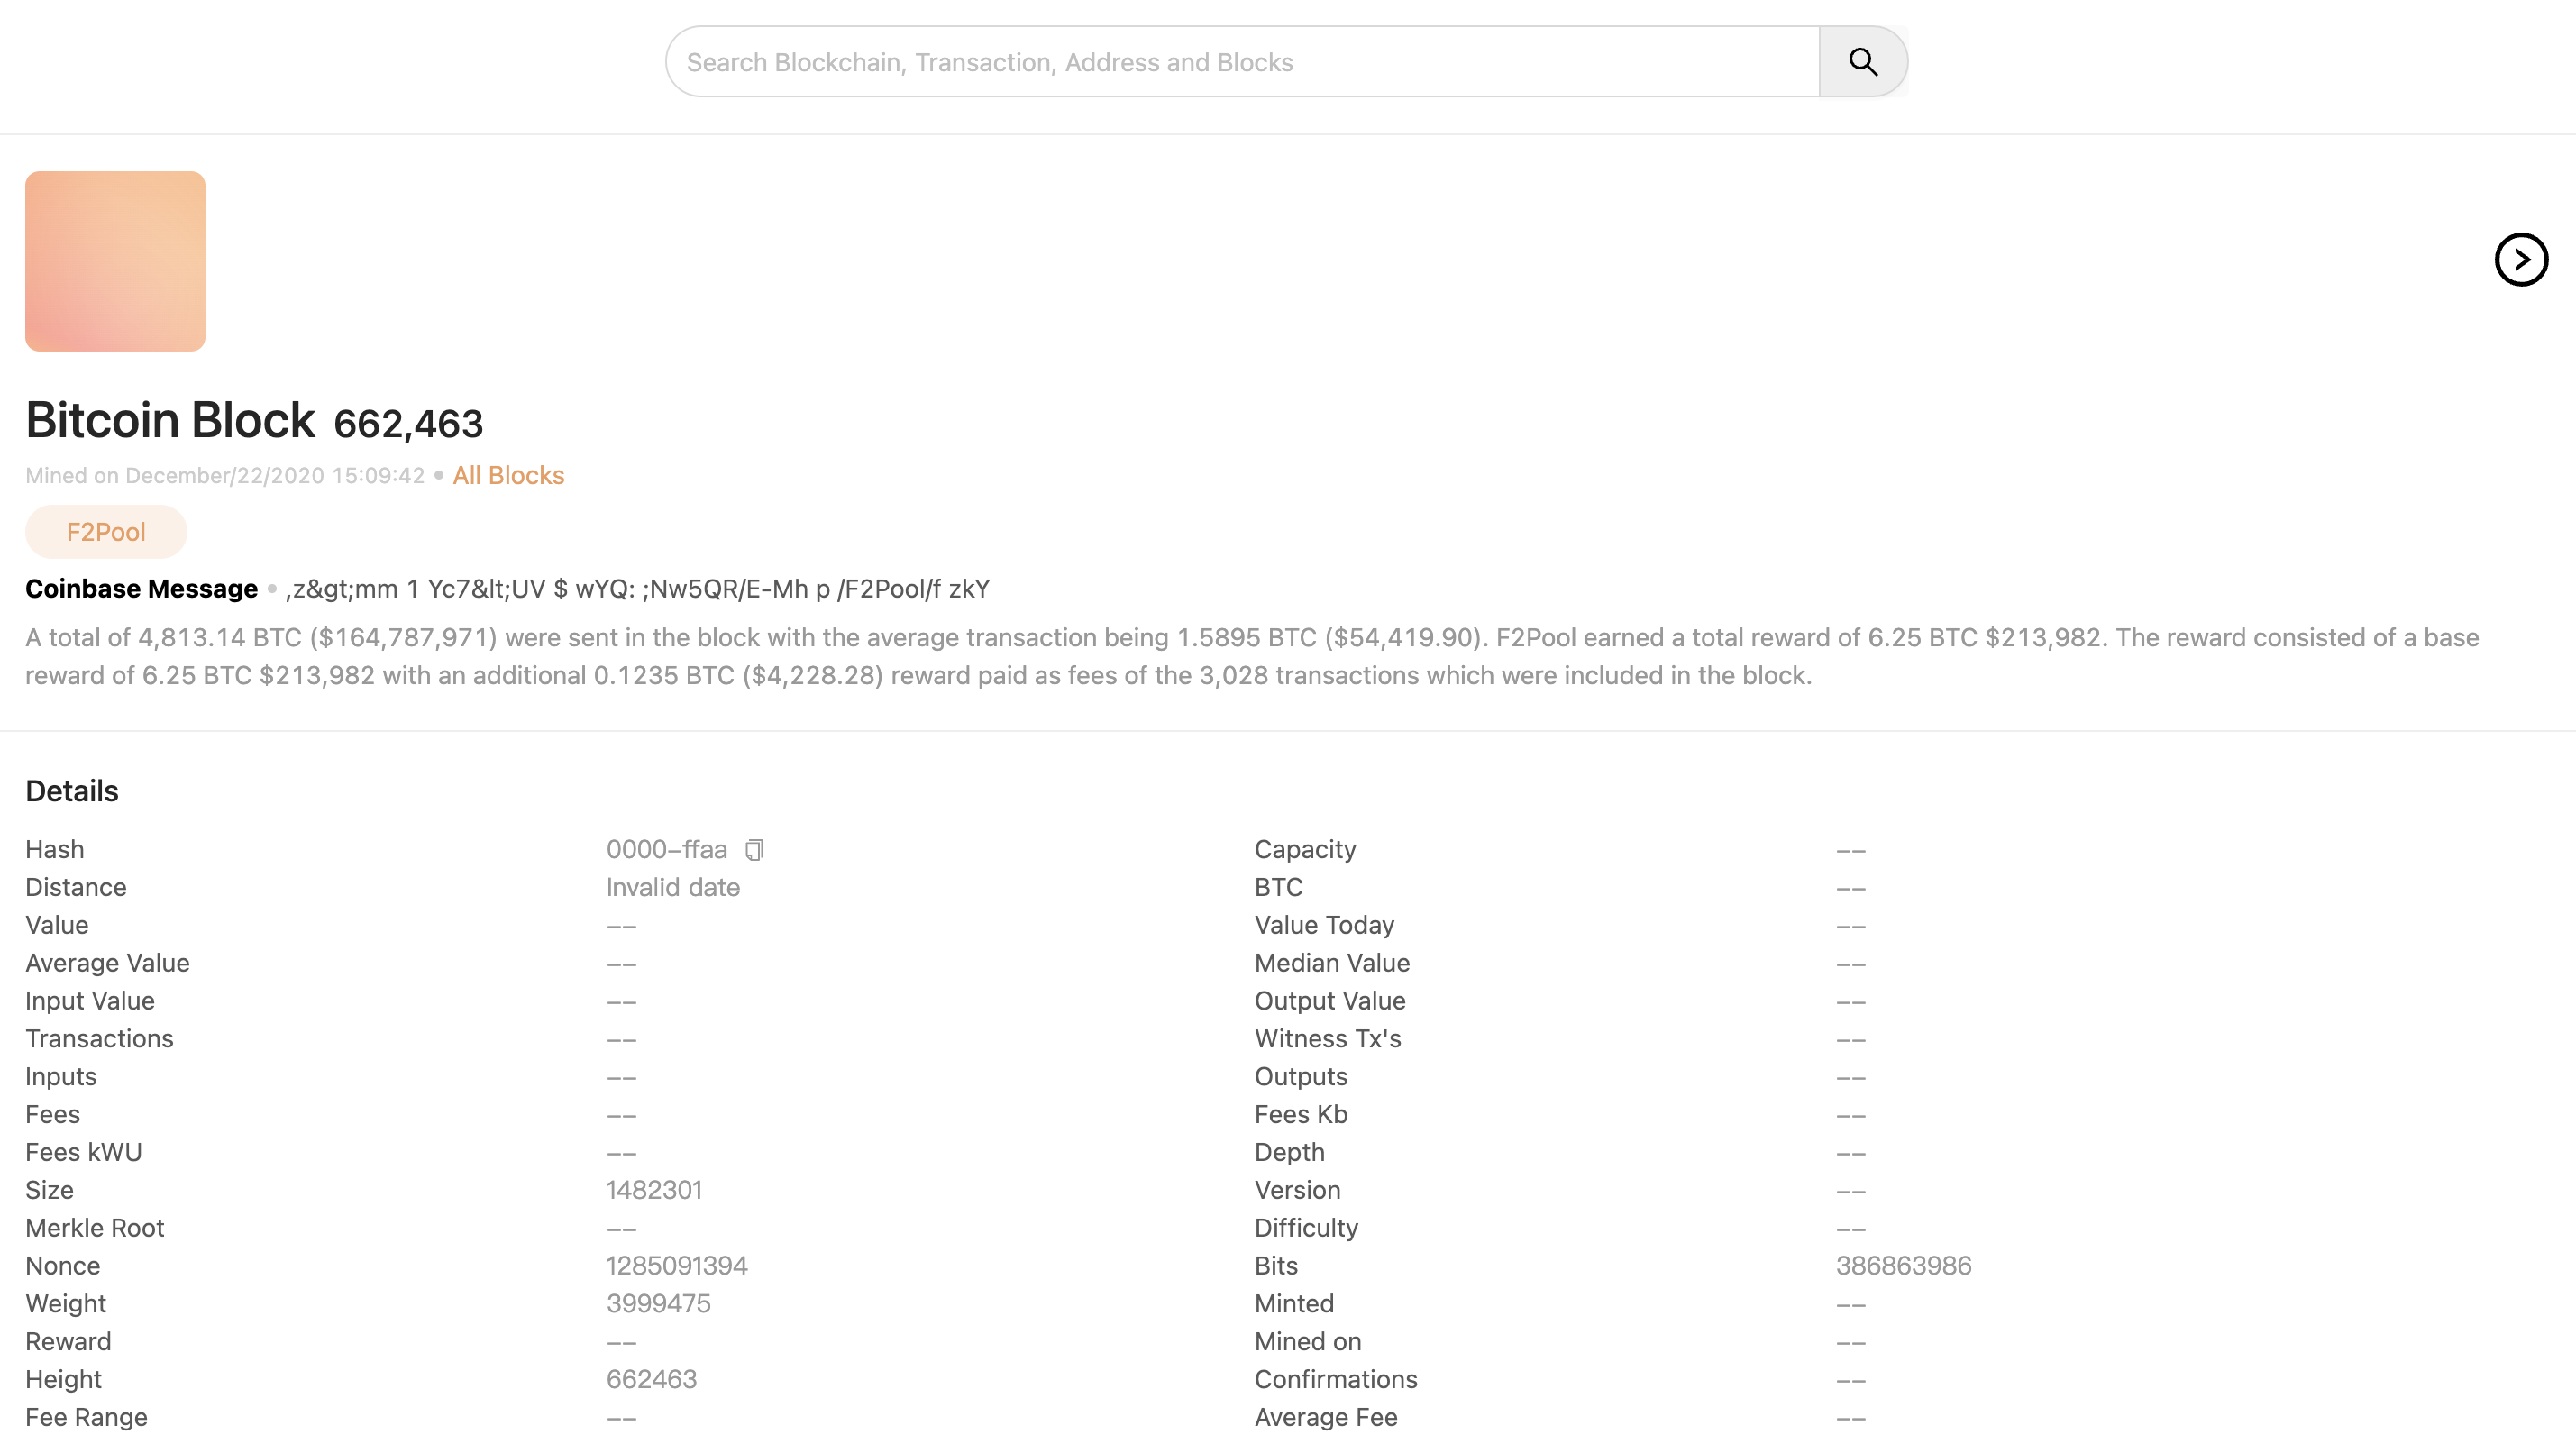 Search Blockchain, Transaction, Address and Blocks
Bitcoin Block 662,463
Mined on December/22/2020 15:09:42 • All Blocks
F2Pool
Coinbase Message • ,z&gt;mm 1 Yc7&lt;UV $ wYQ: ;Nw5QR/E-Mh p /F2Pool/f zkY
A total of 4,813.14 BTC ($164,787,971) were sent in the block with the average transaction being 1.5895 BTC ($54,419.90). F2Pool earned a total reward of 6.25 BTC $213,982. The reward consisted of a base
reward of 6.25 BTC $213,982 with an additional 0.1235 BTC ($4,228.28) reward paid as fees of the 3,028 transactions which were included in the block.
Details
Hash 0000–ffaa Capacity ––
Distance Invalid date BTC ––
Value –– Value Today ––
Average Value –– Median Value ––
Input Value –– Output Value ––
Transactions –– Witness Tx's ––
Inputs –– Outputs ––
Fees –– Fees Kb ––
Fees kWU –– Depth ––
Size 1482301 Version ––
Merkle Root –– Difficulty ––
Nonce 1285091394 Bits 386863986
Weight 3999475 Minted ––
Reward –– Mined on ––
Height 662463 Confirmations ––
Fee Range –– Average Fee ––